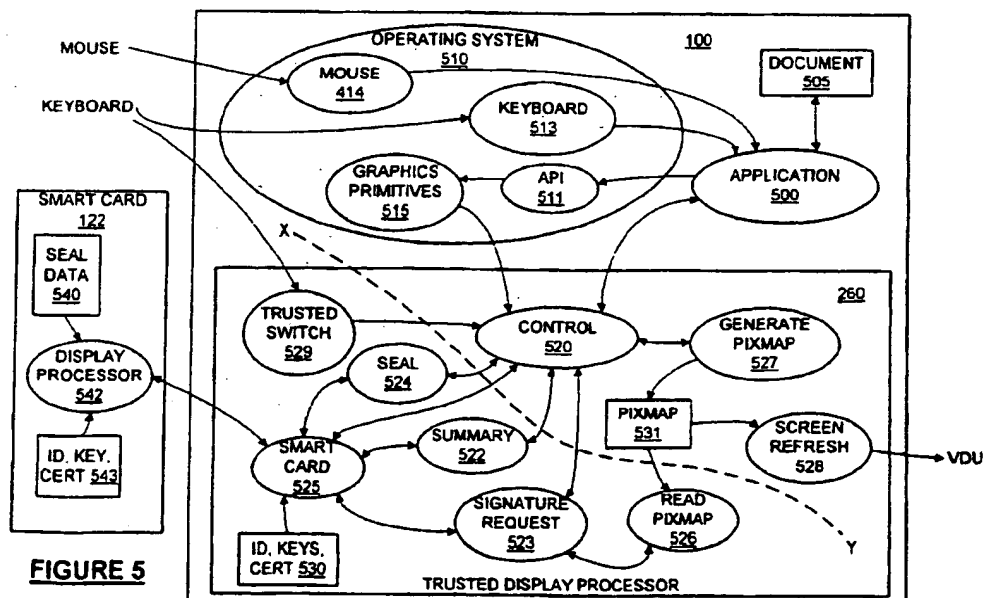 MOUSE
KEYBOARD
OPERATING SYSTEM
510
100
MOUSE
414
DOCUMENT
505
KEYBOARD
513
GRAPHICS
PRIMITIVES
515
API
511
APPLICATION
500
SMART CARD
122
SEAL
DATA
540
DISPLAY
PROCESSOR
542
ID, KEY,
CERT 543
X
260
TRUSTED
SWITCH
529
CONTROL
520
GENERATE
PIXMAP
527
SEAL
524
PIXMAP
531
SCREEN
REFRESH
528
VDU
SUMMARY
522
SMART
CARD
525
SIGNATURE
REQUEST
523
READ
PIXMAP
526
Y
ID, KEYS,
CERT 530
TRUSTED DISPLAY PROCESSOR
FIGURE 5